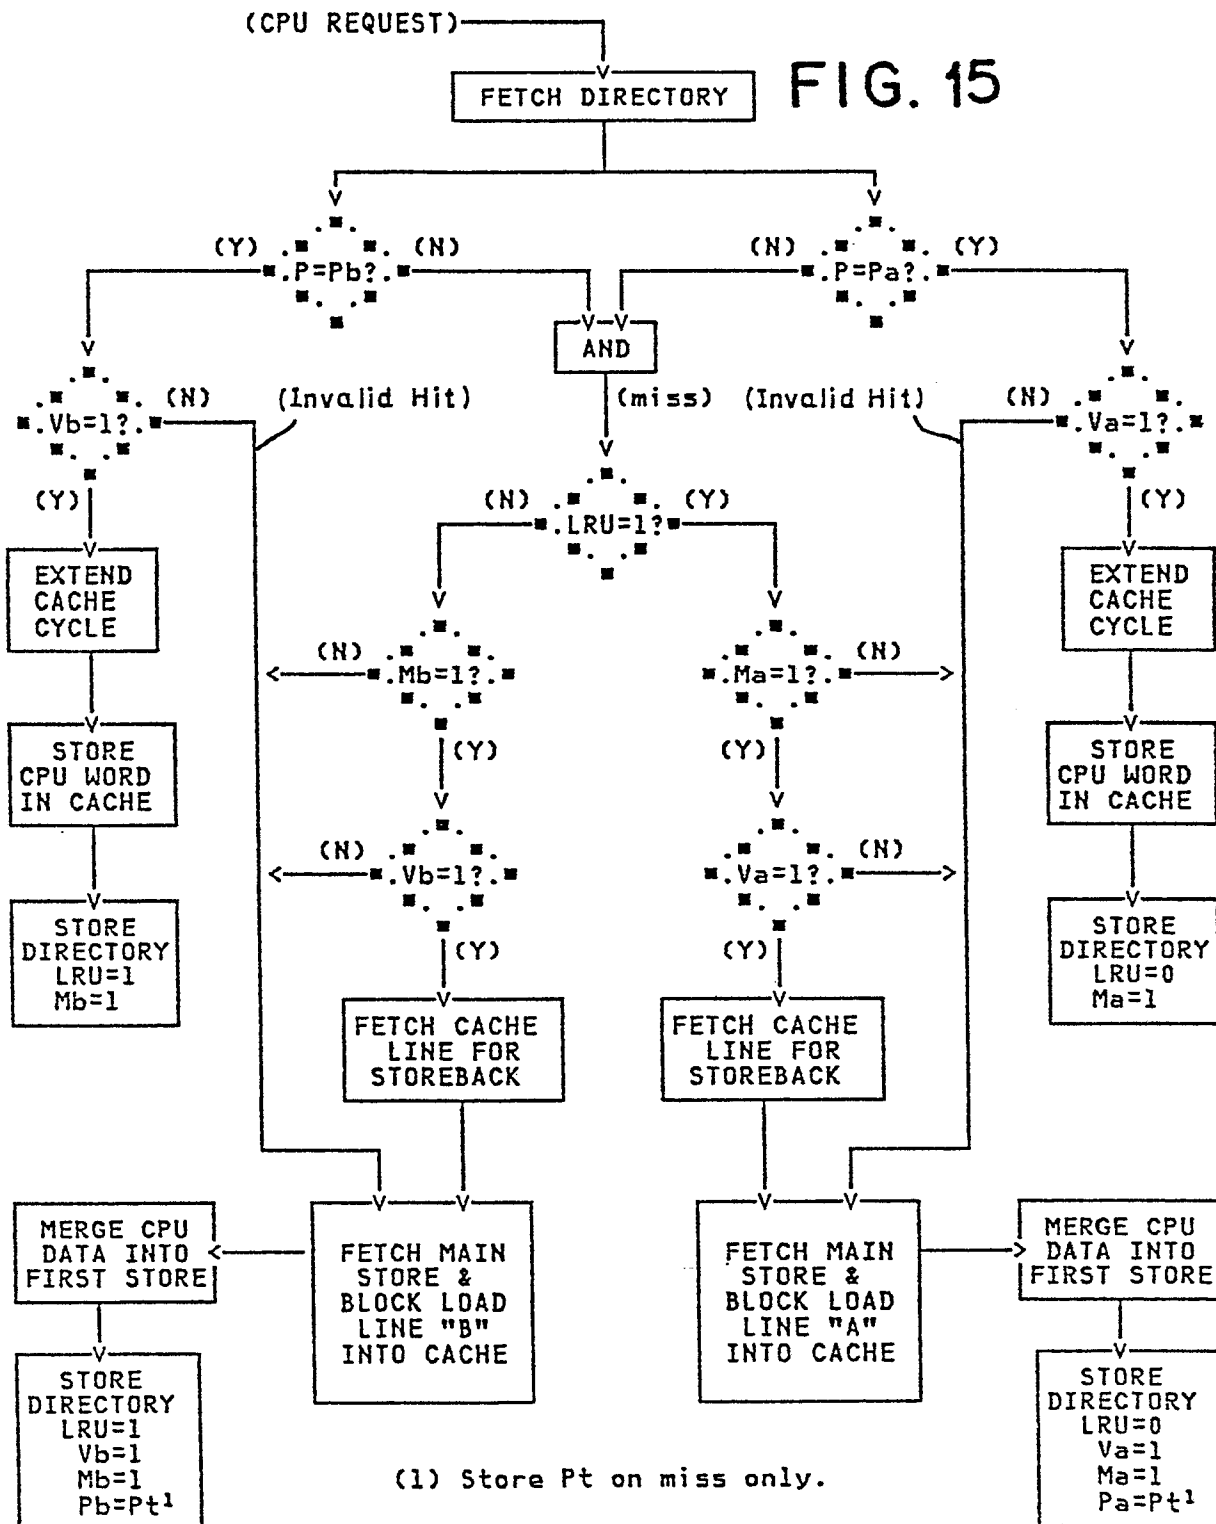 (CPU REQUEST)
FIG. 15
FETCH DIRECTORY
(Y)
P=Pb?
(N)
(N)
P=Pa?
(Y)
AND
Vb=1?
(N)
(Invalid Hit)
(miss)
(Invalid Hit)
(N)
Va=1?
(Y)
(N)
LRU=1?
(Y)
(Y)
EXTEND
CACHE
CYCLE
EXTEND
CACHE
CYCLE
(N)
Mb=1?
Ma=1?
(N)
(Y)
(Y)
STORE
CPU WORD
IN CACHE
STORE
CPU WORD
IN CACHE
(N)
Vb=1?
Va=1?
(N)
(Y)
(Y)
STORE
DIRECTORY
LRU=1
Mb=1
STORE
DIRECTORY
LRU=0
Ma=1
FETCH CACHE
LINE FOR
STOREBACK
FETCH CACHE
LINE FOR
STOREBACK
MERGE CPU
DATA INTO
FIRST STORE
FETCH MAIN
STORE &
BLOCK LOAD
LINE "B"
INTO CACHE
FETCH MAIN
STORE &
BLOCK LOAD
LINE "A"
INTO CACHE
MERGE CPU
DATA INTO
FIRST STORE
STORE
DIRECTORY
LRU=1
Vb=1
Mb=1
Pb=Pt¹
STORE
DIRECTORY
LRU=0
Va=1
Ma=1
Pa=Pt¹
(1) Store Pt on miss only.